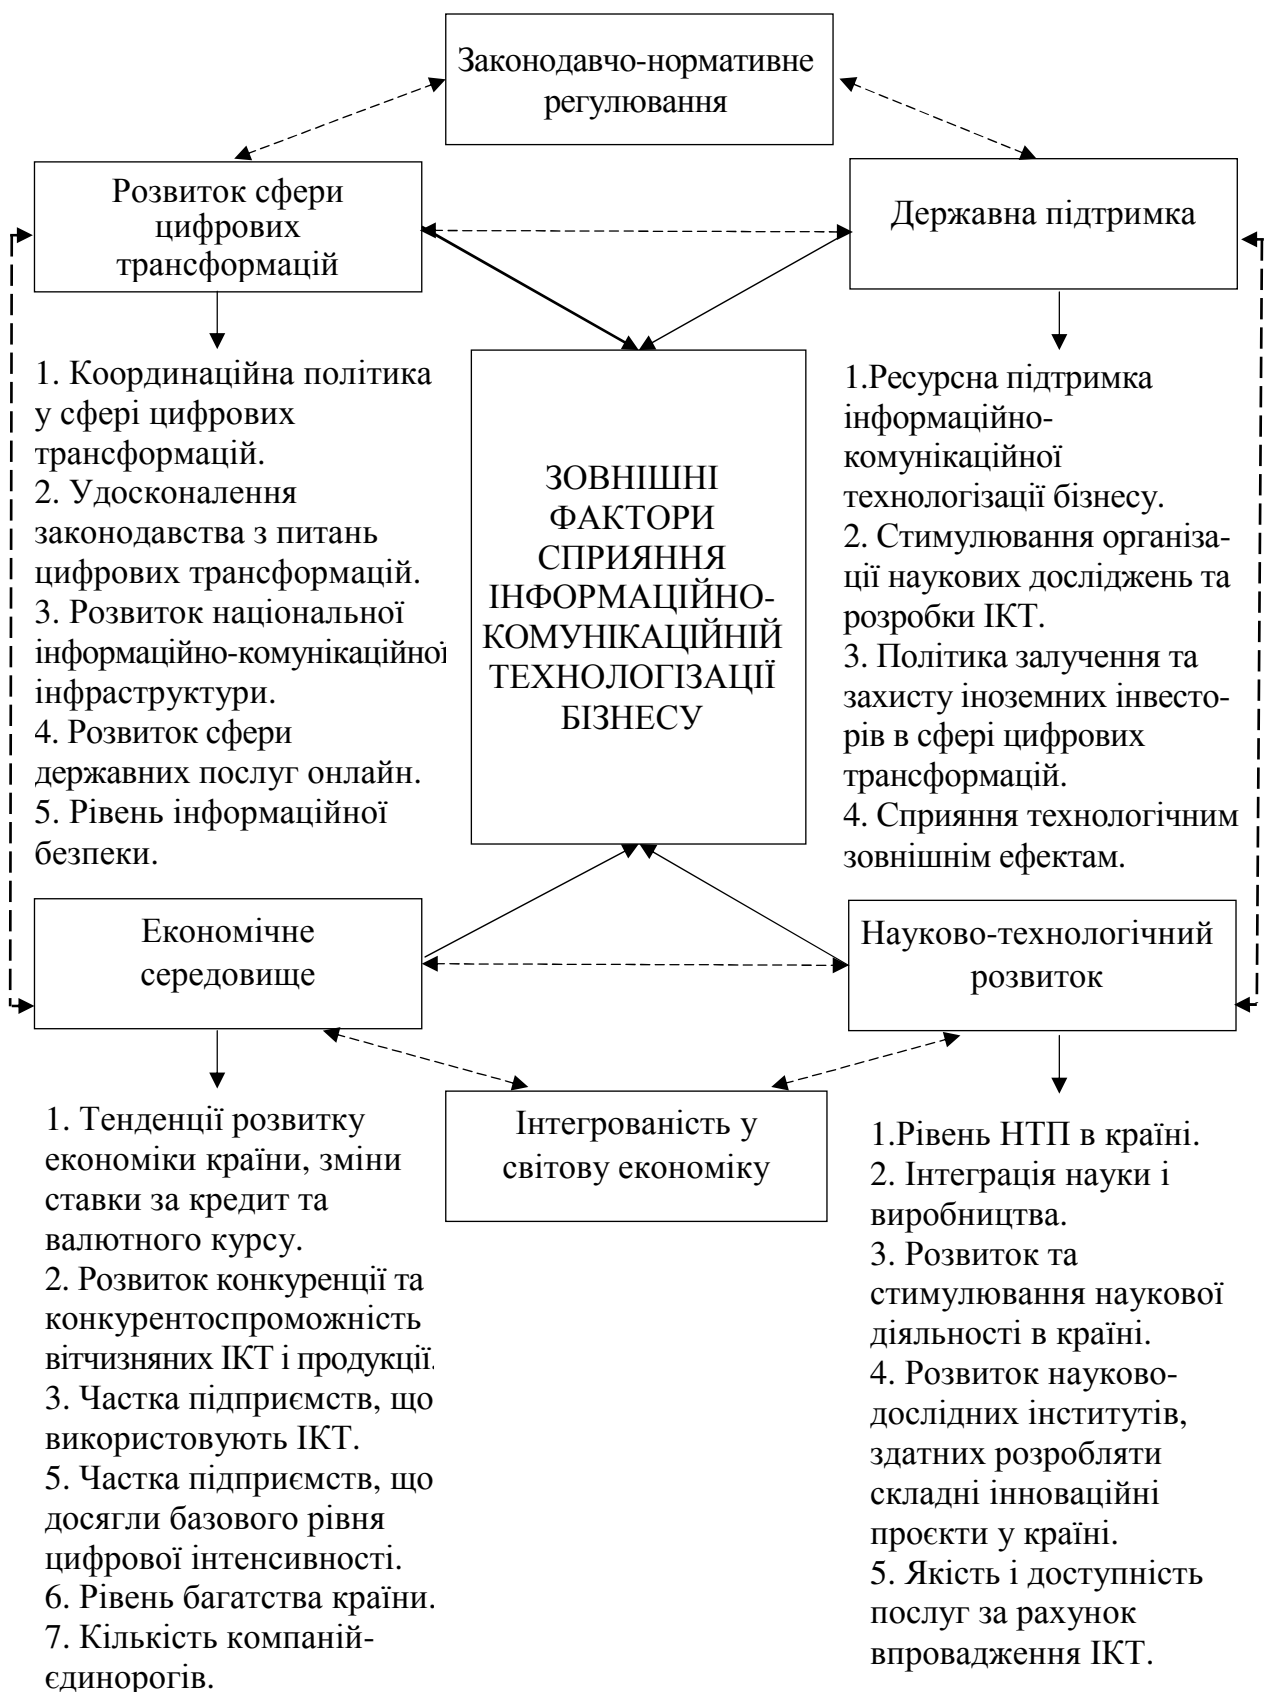 Законодавчо-нормативне
регулювання
Розвиток сфери
цифрових
трансформацій
Державна підтримка
1. Координаційна політика
у сфері цифрових
трансформацій.
2. Удосконалення
законодавства з питань
цифрових трансформацій.
3. Розвиток національної
інформаційно-комунікаційної
інфраструктури.
4. Розвиток сфери
державних послуг онлайн.
5. Рівень інформаційної
безпеки.
ЗОВНІШНІ
ФАКТОРИ
СПРИЯННЯ
ІНФОРМАЦІЙНО-
КОМУНІКАЦІЙНІЙ
ТЕХНОЛОГІЗАЦІЇ
БІЗНЕСУ
1.Ресурсна підтримка
інформаційно-
комунікаційної
технологізації бізнесу.
2. Стимулювання організа-
ції наукових досліджень та
розробки ІКТ.
3. Політика залучення та
захисту іноземних інвесто-
рів в сфері цифрових
трансформацій.
4. Сприяння технологічним
зовнішнім ефектам.
Економічне
середовище
Науково-технологічний
розвиток
Інтегрованість у
світову економіку
1. Тенденції розвитку
економіки країни, зміни
ставки за кредит та
валютного курсу.
2. Розвиток конкуренції та
конкурентоспроможність
вітчизняних ІКТ і продукції.
3. Частка підприємств, що
використовують ІКТ.
5. Частка підприємств, що
досягли базового рівня
цифрової інтенсивності.
6. Рівень багатства країни.
7. Кількість компаній-
єдинорогів.
1.Рівень НТП в країні.
2. Інтеграція науки і
виробництва.
3. Розвиток та
стимулювання наукової
діяльності в країні.
4. Розвиток науково-
дослідних інститутів,
здатних розробляти
складні інноваційні
проєкти у країні.
5. Якість і доступність
послуг за рахунок
впровадження ІКТ.